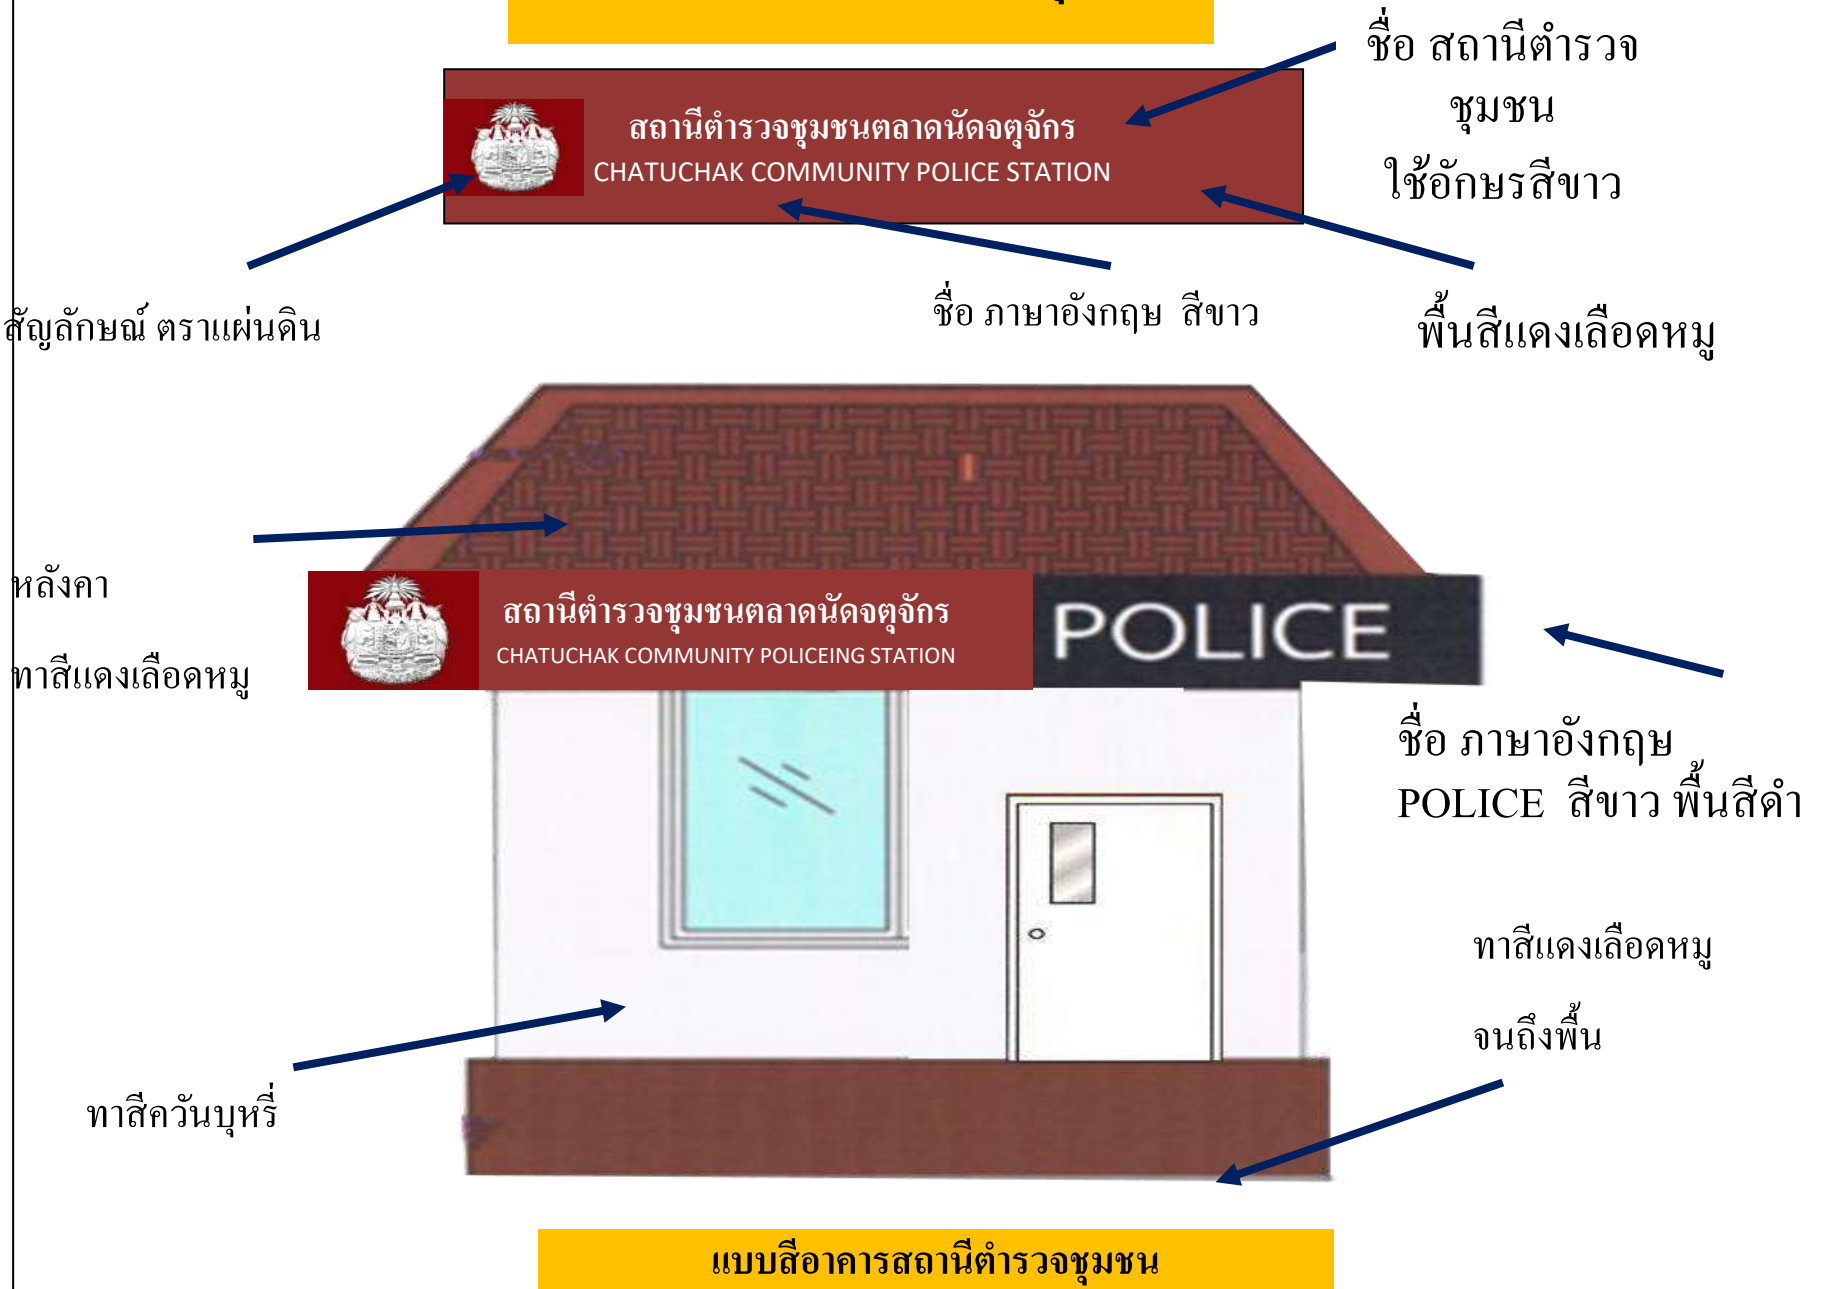 ชื่อ สถานีตำรวจ
ชุมชน
ใช้อักษรสีขาว
สถานีตำรวจชุมชนตลาดนัดจตุจักร
CHATUCHAK COMMUNITY POLICE STATION
สัญลักษณ์ ตราแผ่นดิน
ชื่อ ภาษาอังกฤษ สีขาว
พื้นสีแดงเลือดหมู
หลังคา
ทาสีแดงเลือดหมู
สถานีตำรวจชุมชนตลาดนัดจตุจักร
CHATUCHAK COMMUNITY POLICEING STATION
POLICE
ชื่อ ภาษาอังกฤษ
POLICE สีขาว พื้นสีดำ
ทาสีแดงเลือดหมู
จนถึงพื้น
ทาสีควันบุหรี่
แบบสีอาคารสถานีตำรวจชุมชน